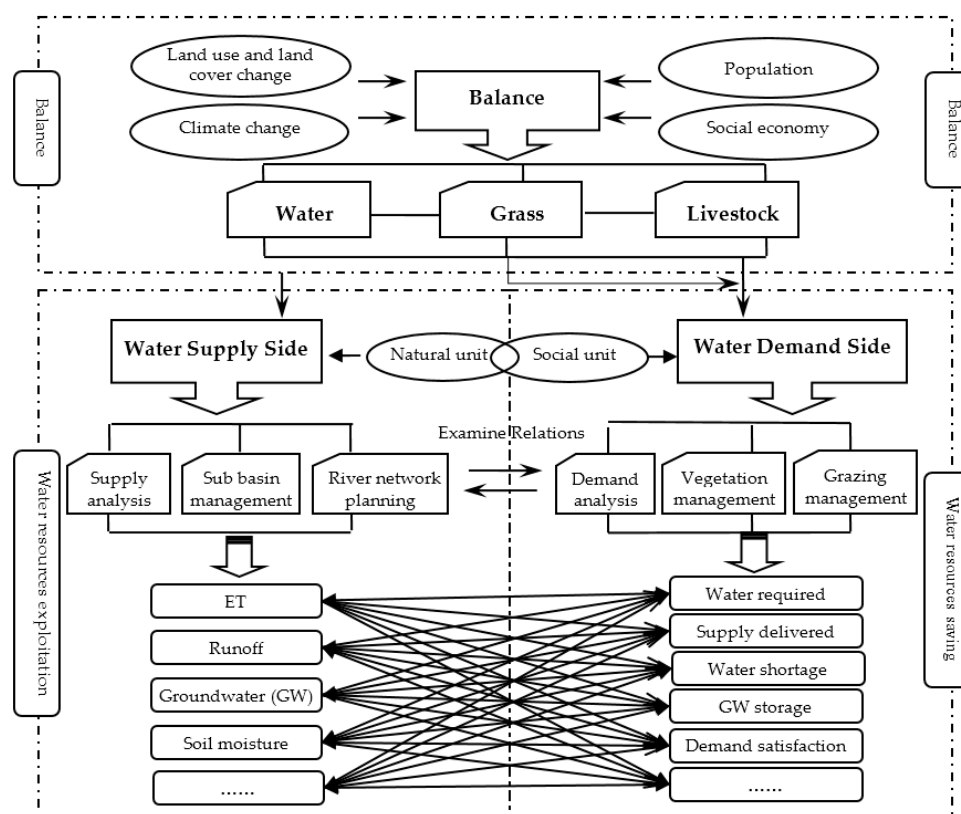 Land use and land
cover change
Population
Balance
Balance
Balance
Climate change
Social economy
Water
Grass
Livestock
Water Supply Side
Natural unit
Social unit
Water Demand Side
Examine Relations
Supply
analysis
Sub basin
management
River network
planning
Demand
analysis
Vegetation
management
Grazing
management
Water resources exploitation
Water resources saving
ET
Runoff
Groundwater (GW)
Soil moisture
......
Water required
Supply delivered
Water shortage
GW storage
Demand satisfaction
......